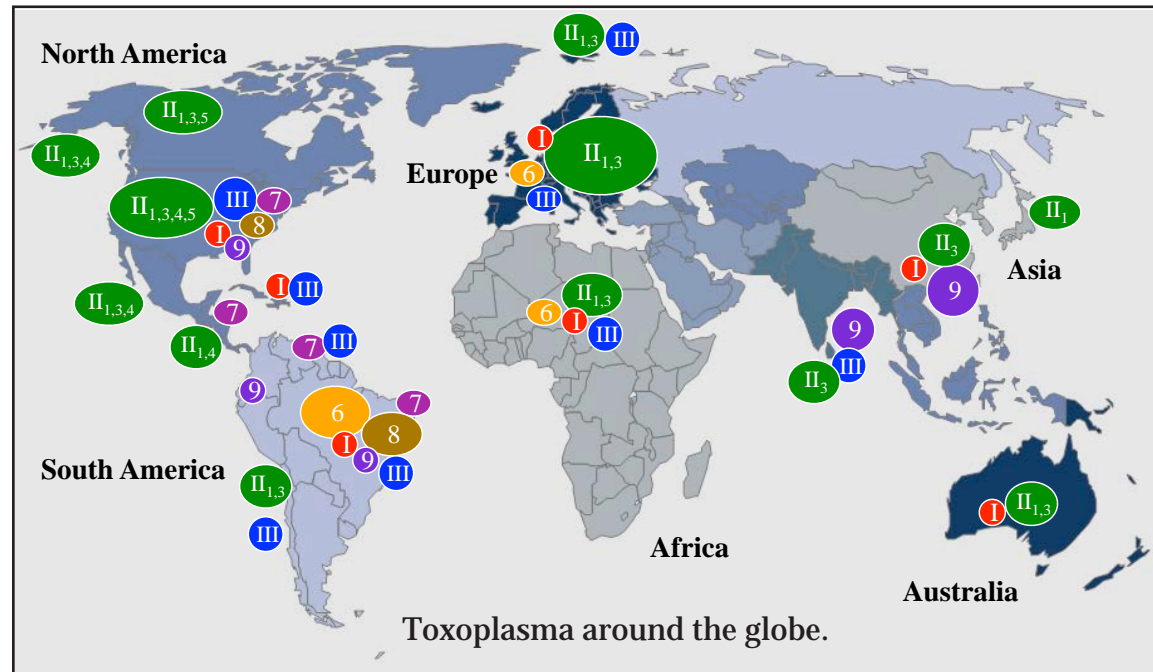 II1,3
III
North America
II1,3,5
II1,3,4
I
II1,3
Europe
6
III
II1,3,4,5
III
7
8
I
9
II1
II3
Asia
I
9
I
III
II1,3,4
7
II1,3
6
I
III
9
III
II3
II1,4
7
III
9
6
7
8
I
9
III
South America
II1,3
III
I
II1,3
Africa
Australia
Toxoplasma around the globe.